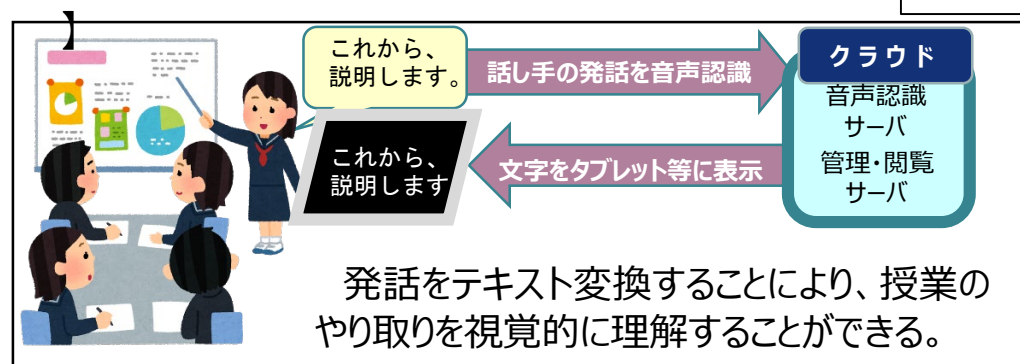 これから、
説明します。
話し手の発話を音声認識
クラウド
音声認識
サーバ
管理・閲覧
サーバ
これから、
説明します
文字をタブレット等に表示
発話をテキスト変換することにより、授業の
やり取りを視覚的に理解することができる。